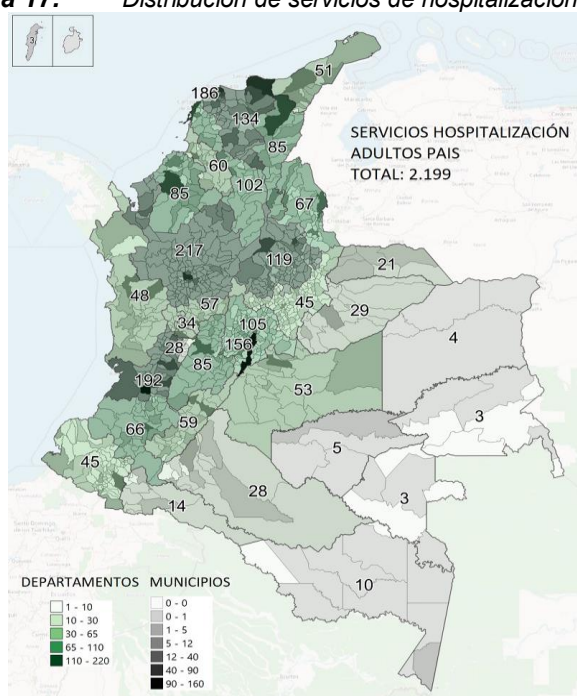 a 17: Distribución de servicios de hospitalización
3
51
186
134
SERVICIOS HOSPITALIZACIÓN
ADULTOS PAIS
TOTAL: 2.199
85
60
102
85
67
217
119
21
48
57
45
29
34
105
4
28
156
85
192
53
3
59
66
5
45
28
3
14
10
DEPARTAMENTOS
1 - 10
10 - 30
30 - 65
65 - 110
110 - 220
MUNICIPIOS
0 - 0
0 - 1
1 - 5
5 - 12
12 - 40
40 - 90
90 - 160